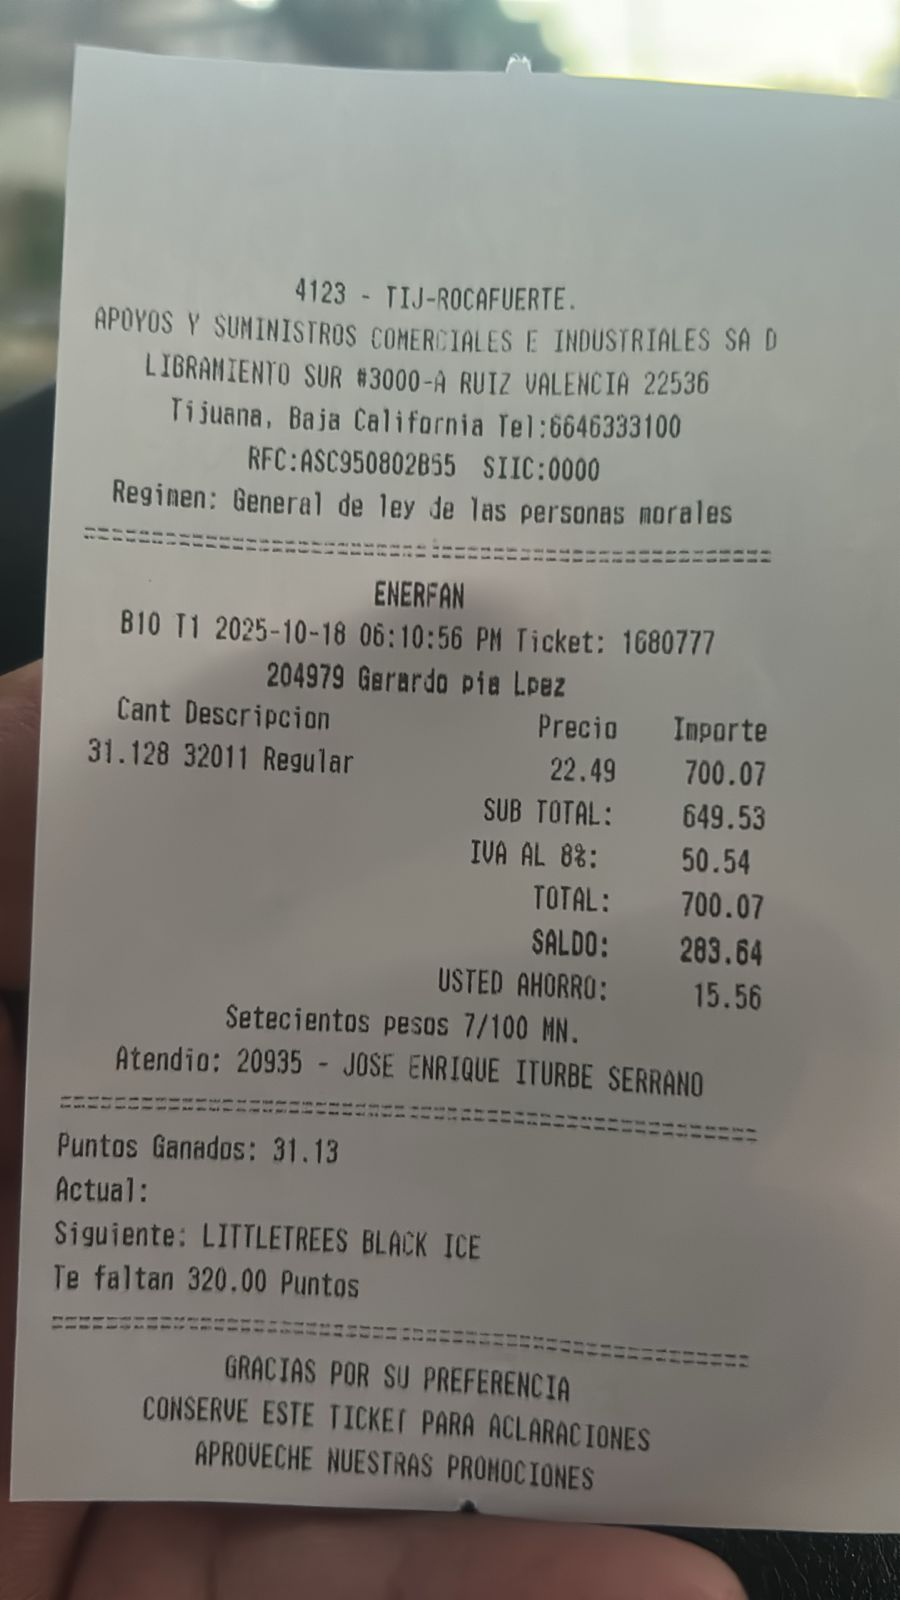 4123 - TIJ-ROCAFUERTE.
APOYOS Y SUMINISTROS COMERCIALES E INDUSTRIALES SA D
LIBRAMIENTO SUR #3000-A RUIZ VALENCIA 22536
Tijuana, Baja California Tel:6646333100
RFC:ASC950802B55 SIIC:0000
Regimen: General de ley de las personas morales
====================================================
ENERFAN
B10 T1 2025-10-18 06:10:56 PM Ticket: 1680777
204979 Gerardo pia Lpez
Cant Descripcion Precio Importe
31.128 32011 Regular 22.49 700.07
SUB TOTAL: 649.53
IVA AL 8%: 50.54
TOTAL: 700.07
SALDO: 283.64
USTED AHORRO: 15.56
Setecientos pesos 7/100 MN.
Atendio: 20935 - JOSE ENRIQUE ITURBE SERRANO
====================================================
Puntos Ganados: 31.13
Actual:
Siguiente: LITTLETREES BLACK ICE
Te faltan 320.00 Puntos
====================================================
GRACIAS POR SU PREFERENCIA
CONSERVE ESTE TICKET PARA ACLARACIONES
APROVECHE NUESTRAS PROMOCIONES